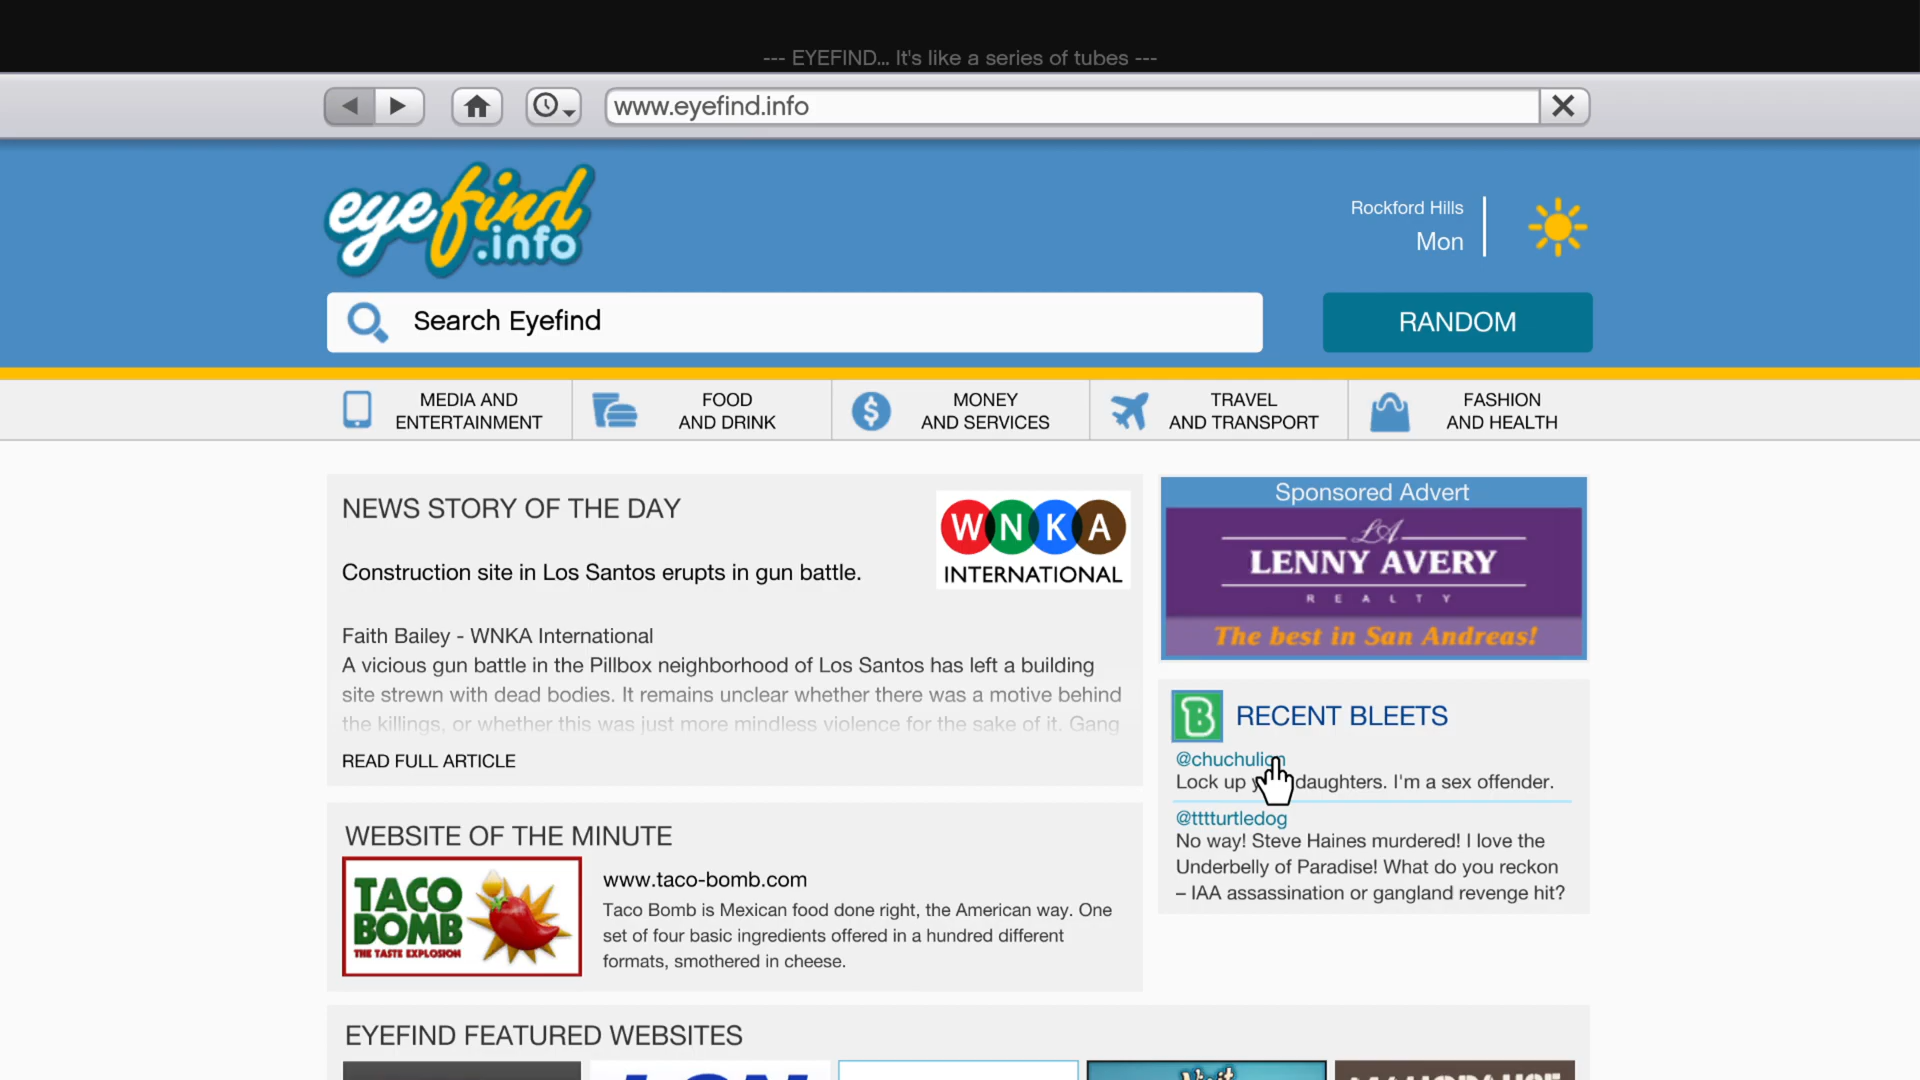 --- EYEFIND... It's like a series of tubes ---
www.eyefind.info
eyefind
.info
Rockford Hills
Mon
Search Eyefind
RANDOM
MEDIA AND
ENTERTAINMENT
FOOD
AND DRINK
MONEY
AND SERVICES
TRAVEL
AND TRANSPORT
FASHION
AND HEALTH
NEWS STORY OF THE DAY
WNKA
INTERNATIONAL
Construction site in Los Santos erupts in gun battle.
Faith Bailey - WNKA International
A vicious gun battle in the Pillbox neighborhood of Los Santos has left a building
site strewn with dead bodies. It remains unclear whether there was a motive behind
the killings, or whether this was just more mindless violence for the sake of it. Gang
READ FULL ARTICLE
Sponsored Advert
LA
LENNY AVERY
REALTY
The best in San Andreas!
B
RECENT BLEETS
@chuchulion
Lock up daughters. I'm a sex offender.
@tttturtledog
No way! Steve Haines murdered! I love the
Underbelly of Paradise! What do you reckon
– IAA assassination or gangland revenge hit?
WEBSITE OF THE MINUTE
TACO
BOMB
THE TASTE EXPLOSION
www.taco-bomb.com
Taco Bomb is Mexican food done right, the American way. One
set of four basic ingredients offered in a hundred different
formats, smothered in cheese.
EYEFIND FEATURED WEBSITES
Visit